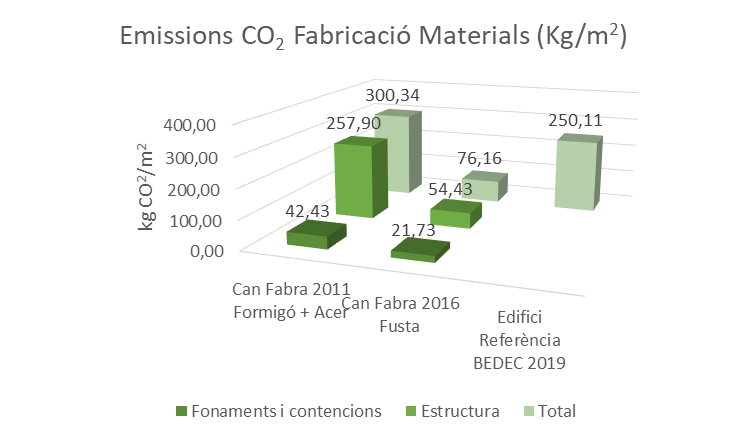 Emissions CO2 Fabricació Materials (Kg/m2)
kg CO2/m2
400,00
300,00
200,00
100,00
0,00
300,34
257,90
250,11
76,16
54,43
42,43
21,73
Can Fabra 2011
Formigó + Acer
Can Fabra 2016
Fusta
Edifici
Referència
BEDEC 2019
Fonaments i contencions
Estructura
Total